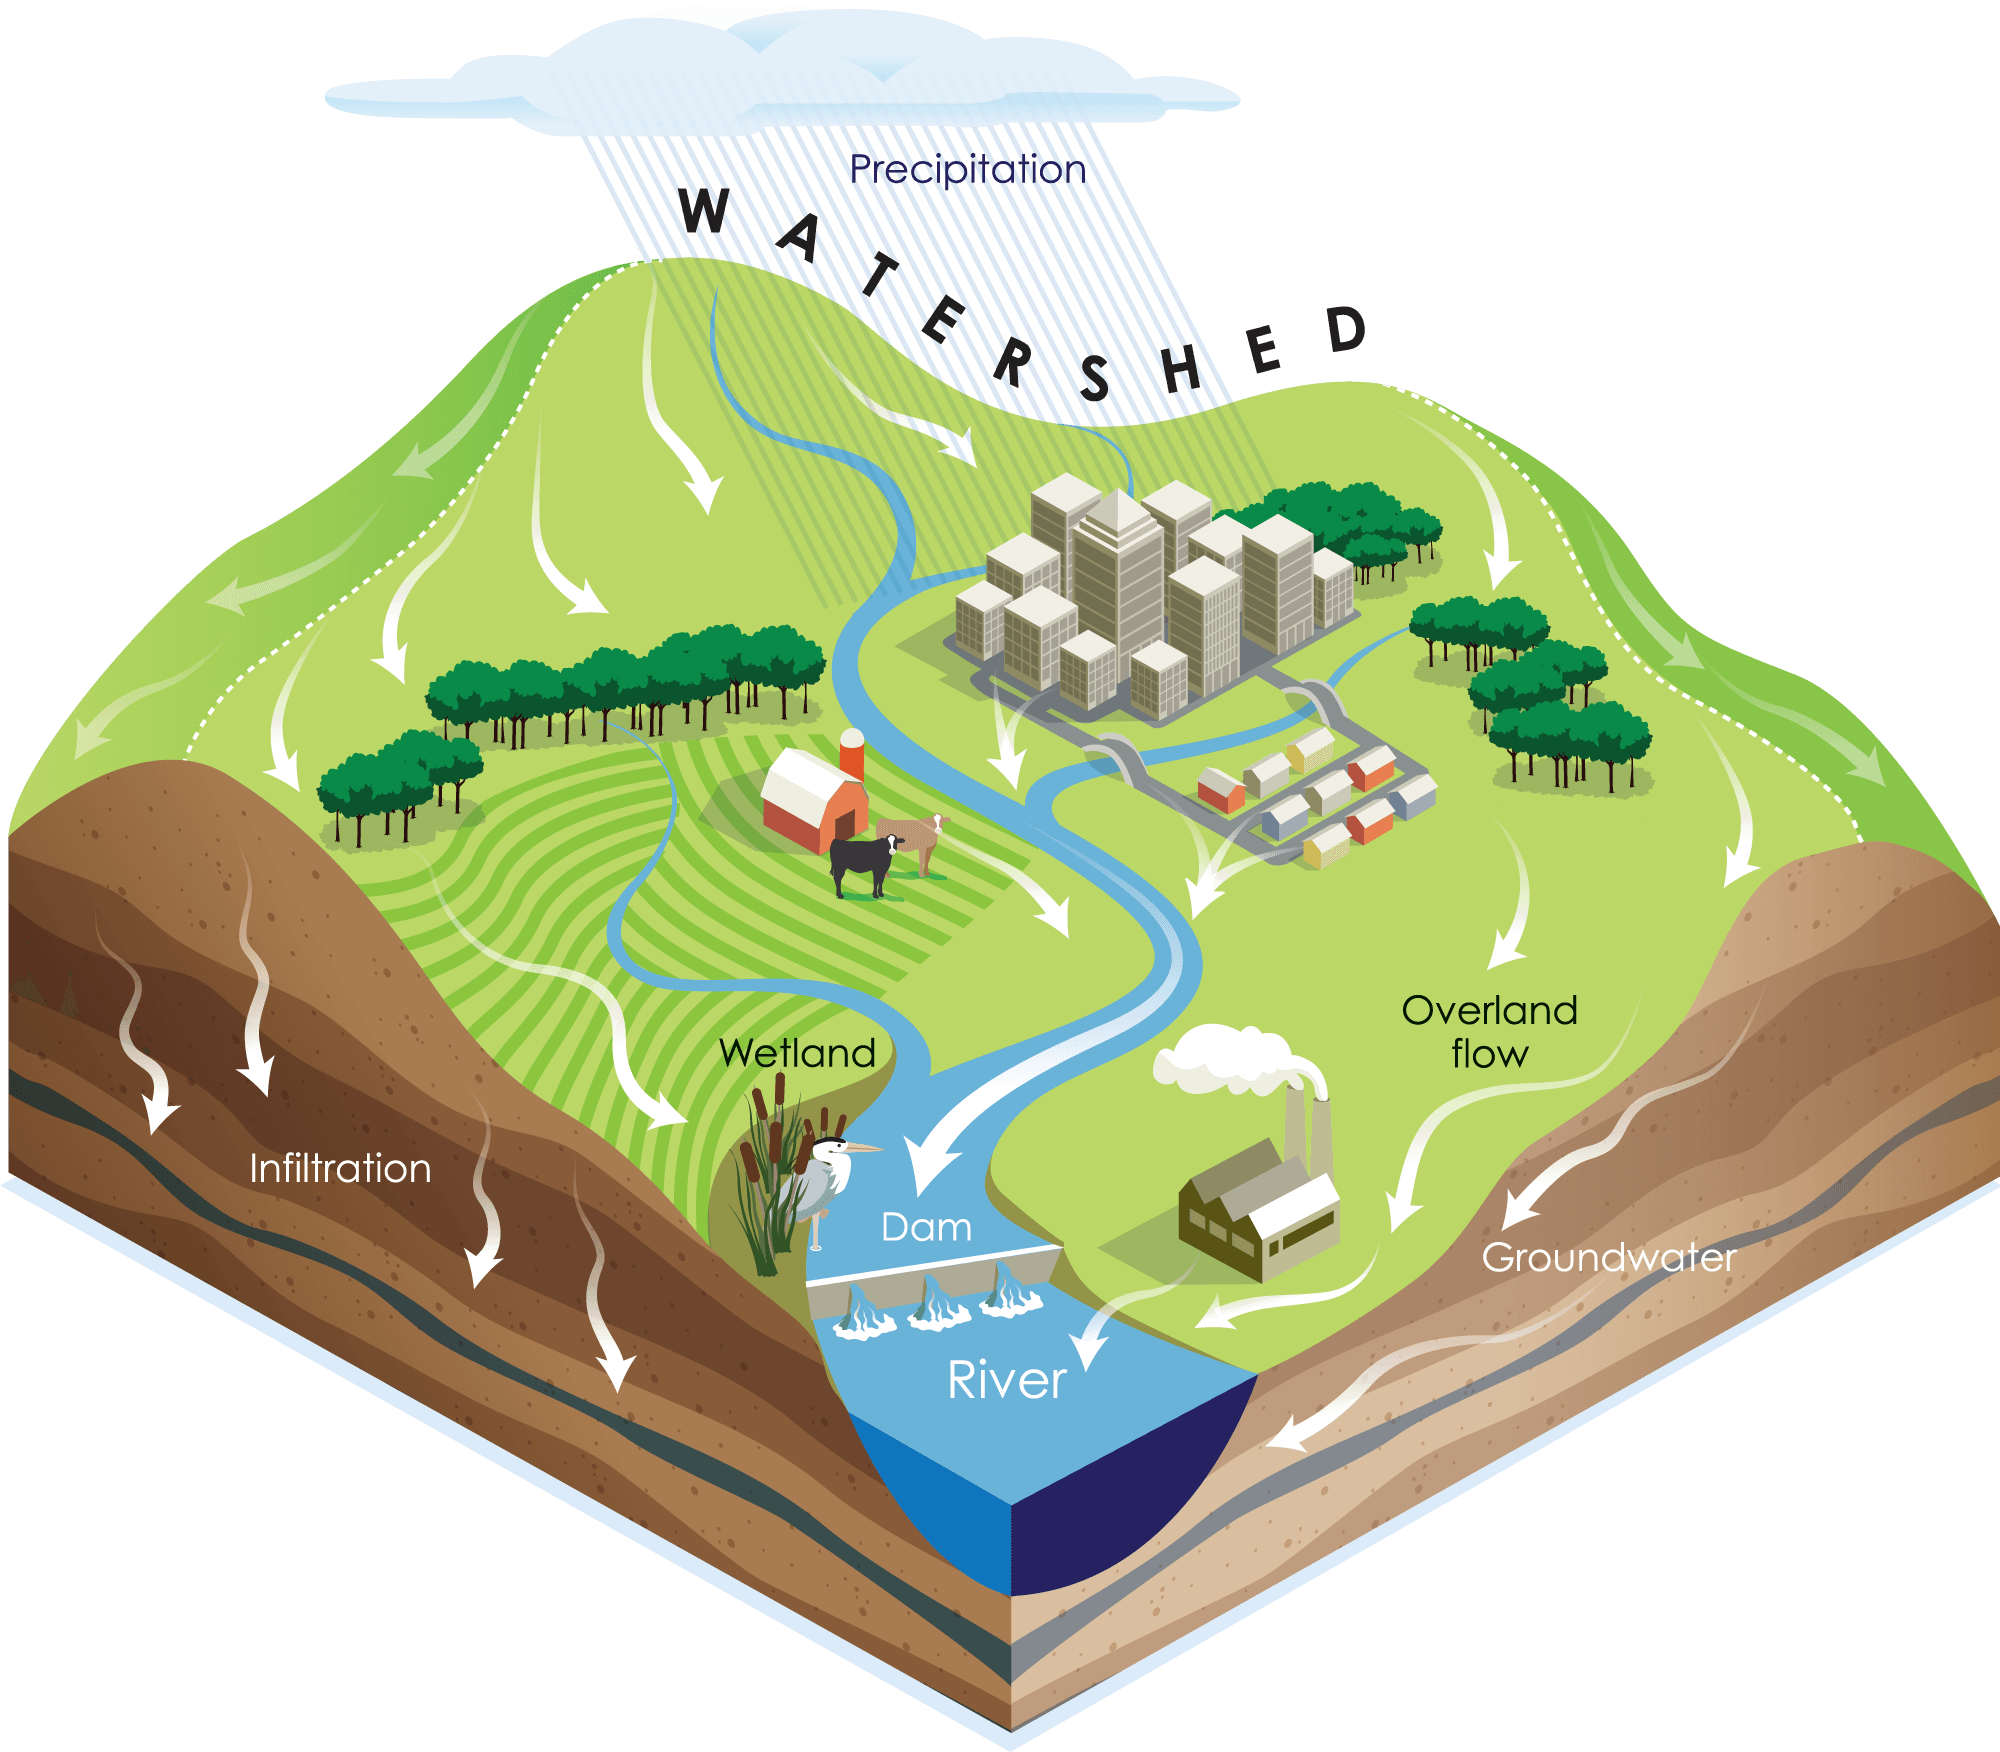 Precipitation
WATERSHED
Overland
flow
Wetland
Infiltration
Dam
Groundwater
River